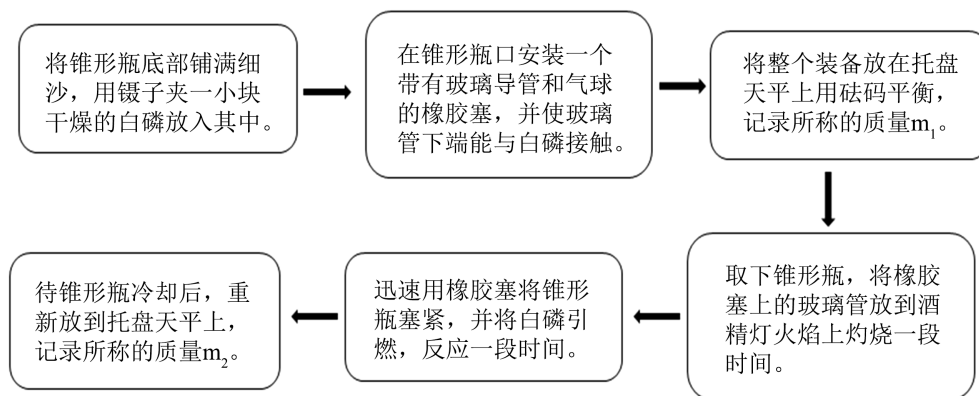 将锥形瓶底部铺满细
沙，用镊子夹一小块
干燥的白磷放入其中。
在锥形瓶口安装一个
带有玻璃导管和气球
的橡胶塞，并使玻璃
管下端能与白磷接触。
将整个装备放在托盘
天平上用砝码平衡，
记录所称的质量m₁。
取下锥形瓶，将橡胶
塞上的玻璃管放到酒
精灯火焰上灼烧一段
时间。
迅速用橡胶塞将锥形
瓶塞紧，并将白磷引
燃，反应一段时间。
待锥形瓶冷却后，重
新放到托盘天平上，
记录所称的质量m₂。